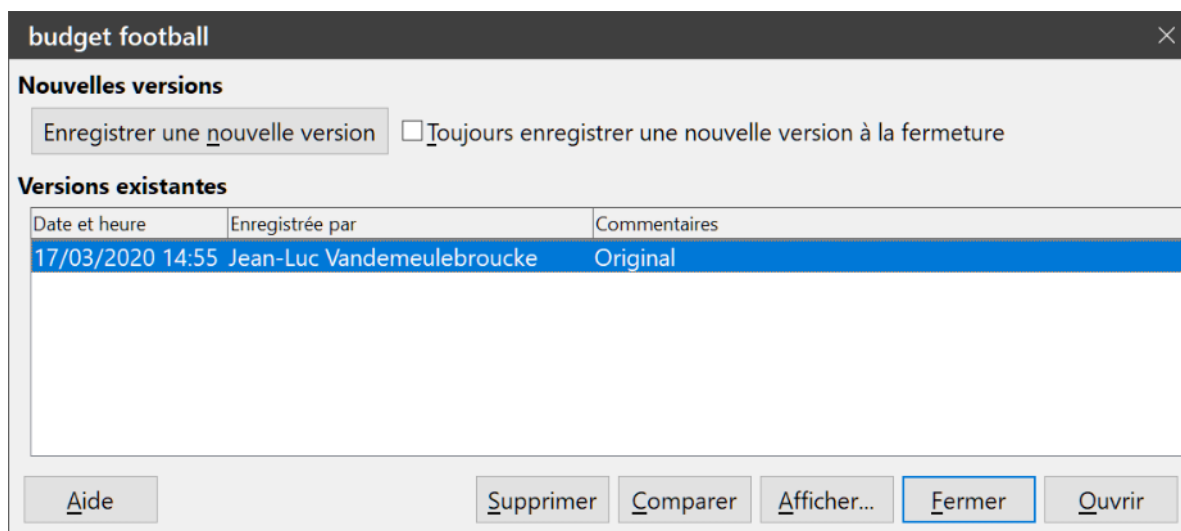 budget football
Nouvelles versions
Enregistrer une nouvelle version Toujours enregistrer une nouvelle version à la fermeture
Versions existantes
Date et heure Enregistrée par Commentaires
17/03/2020 14:55 Jean-Luc Vandemeulebroucke Original
Aide Supprimer Comparer Afficher... Fermer Ouvrir